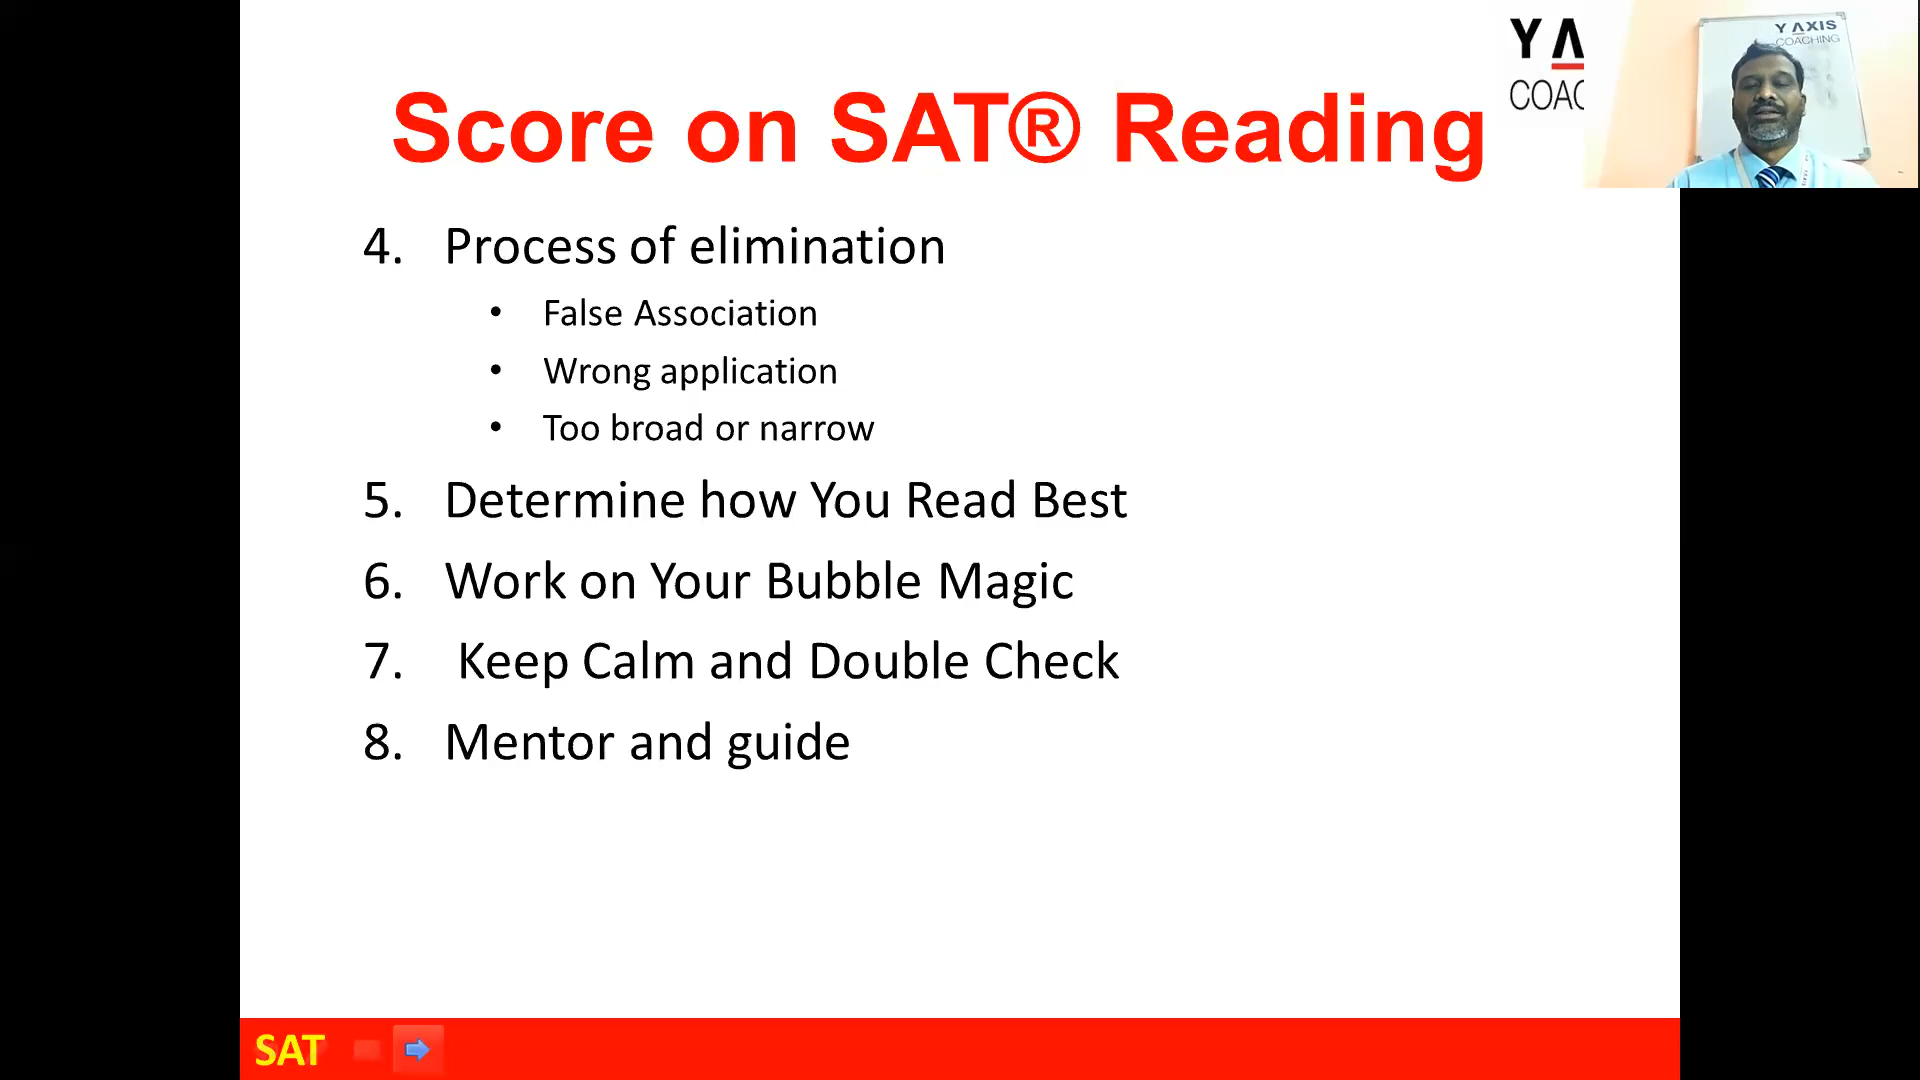 Score on SAT® Reading
Y A
COAC
Y AXIS
COACHING
4. Process of elimination
• False Association
• Wrong application
• Too broad or narrow
5. Determine how You Read Best
6. Work on Your Bubble Magic
7. Keep Calm and Double Check
8. Mentor and guide
SAT